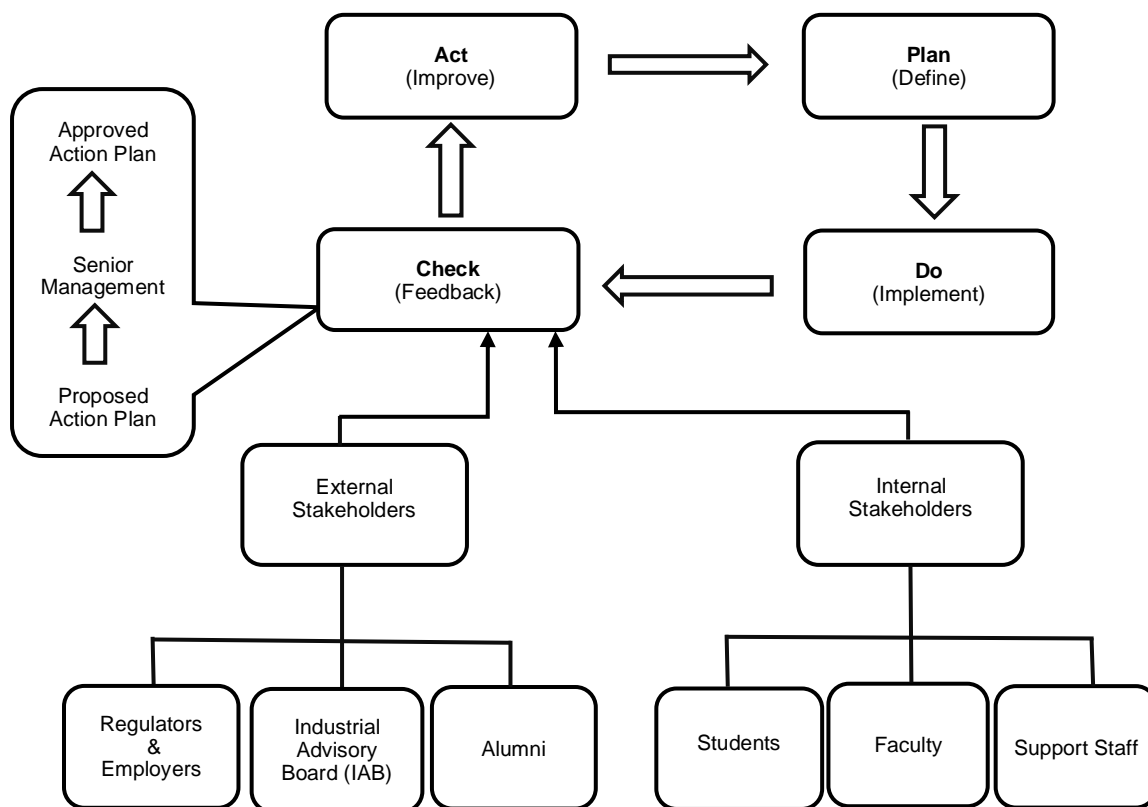 Act
(Improve)
Plan
(Define)
Approved
Action Plan
Senior
Management
Proposed
Action Plan
Check
(Feedback)
Do
(Implement)
External
Stakeholders
Internal
Stakeholders
Regulators
&
Employers
Industrial
Advisory
Board (IAB)
Alumni
Students
Faculty
Support Staff